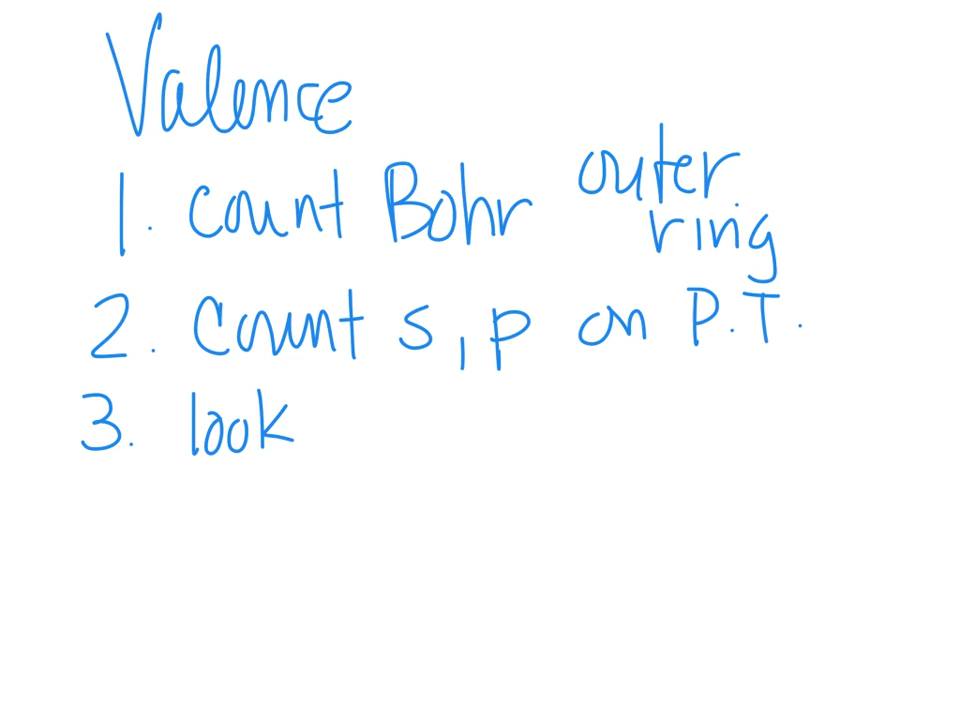 Valence
1. Count Bohr outer
ring
2. Count s, p on P.T.
3. look